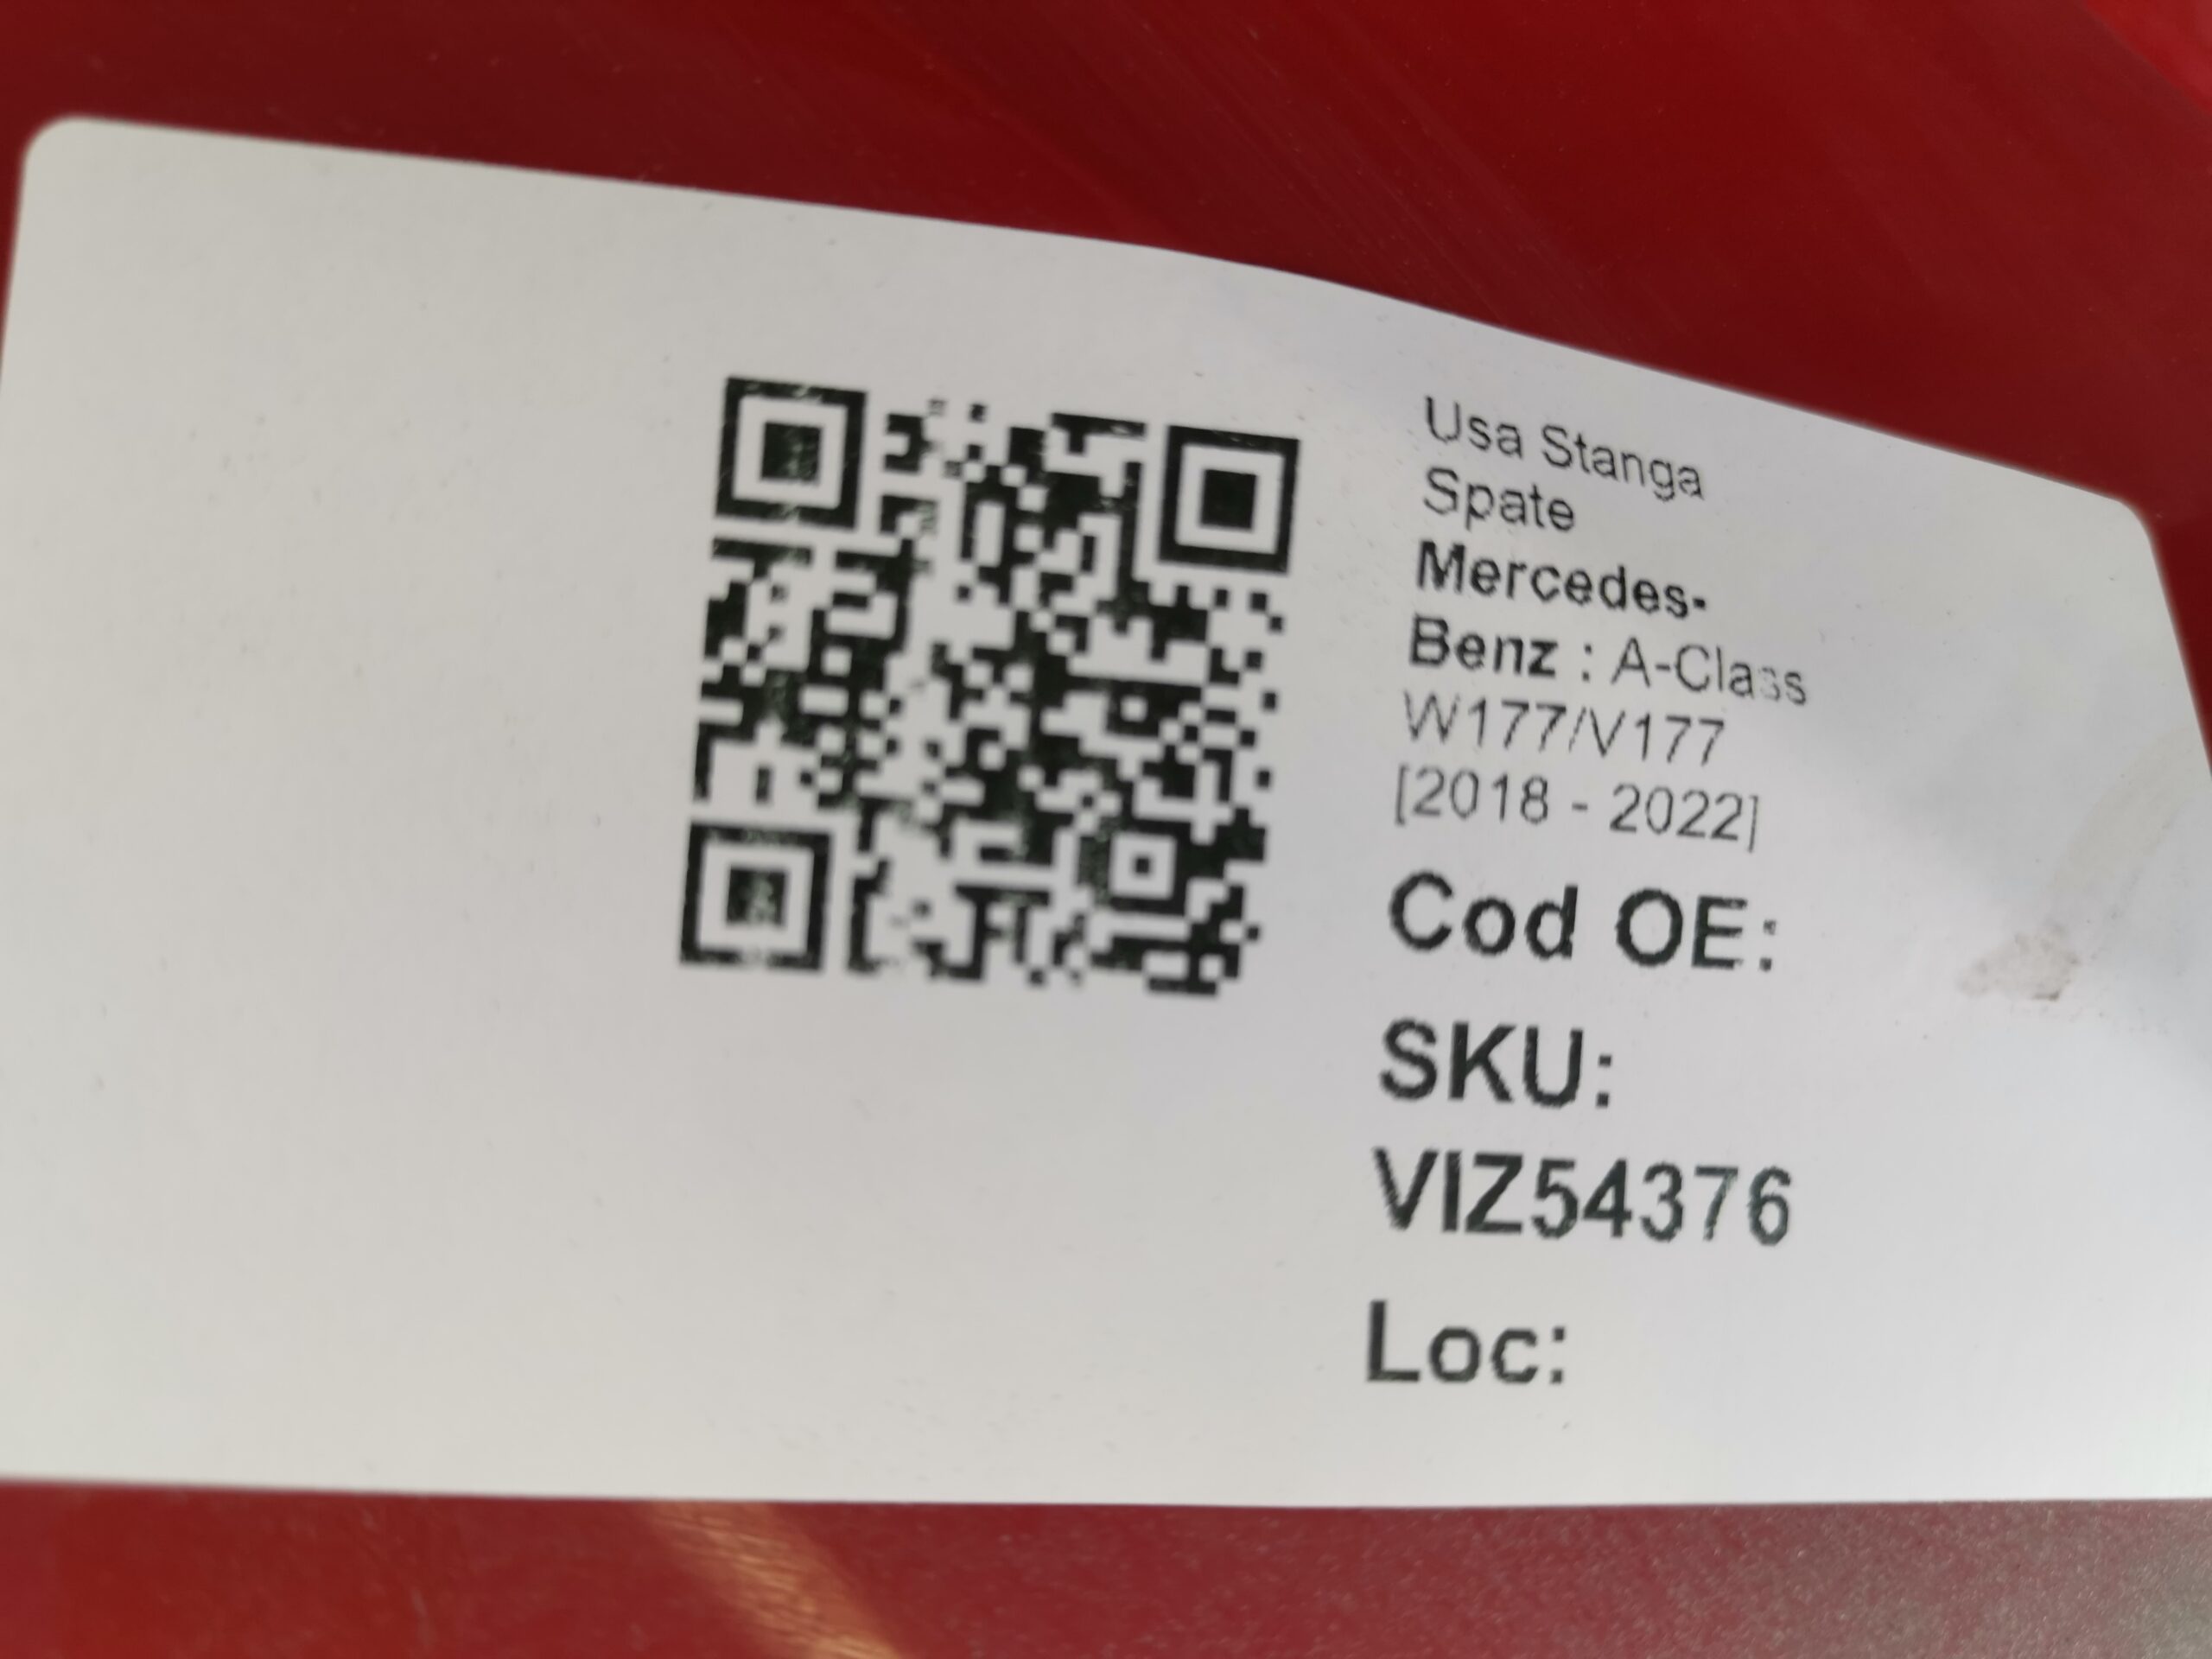 Usa Stanga
Spate
Mercedes-
Benz : A-Class
W177/V177
[2018 - 2022]
Cod OE:
SKU:
VIZ54376
Loc: